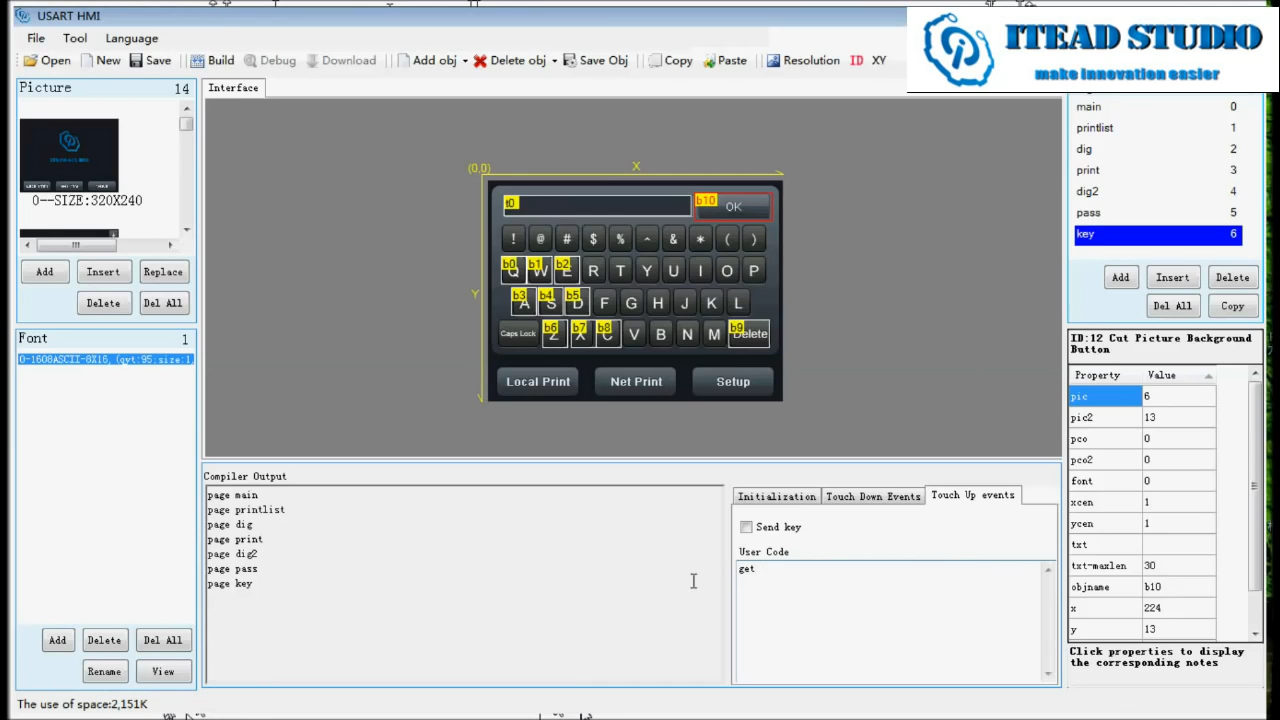 USART HMI
ITEAD STUDIO
make innovation easier
File Tool Language
Open New Save Build Debug Download Add obj Delete obj Save Obj Copy Paste Resolution ID XY
Picture 14
0--SIZE:320X240
Add Insert Replace
Delete Del All
Font 1
0-1608ASCII-8X16, (qyt:95:size:1,
Add Delete Del All
Rename View
Interface
(0,0) X
Y
t0 b10 OK
! @ # $ % ^ & * ( )
b0 Q b1 W b2 E R T Y U I O P
b3 A b4 S b5 D F G H J K L
Caps Lock b6 Z b7 X b8 C V B N M b9 Delete
Local Print Net Print Setup
Compiler Output
page main
page printlist
page dig
page print
page dig2
page pass
page key
Initialization Touch Down Events Touch Up events
Send key
User Code
get
main 0
printlist 1
dig 2
print 3
dig2 4
pass 5
key 6
Add Insert Delete
Del All Copy
ID:12 Cut Picture Background
Button
Property Value
pic 6
pic2 13
pco 0
pco2 0
font 0
xcen 1
ycen 1
txt
txt-maxlen 30
objname b10
x 224
y 13
Click properties to display
the corresponding notes
The use of space:2,151K